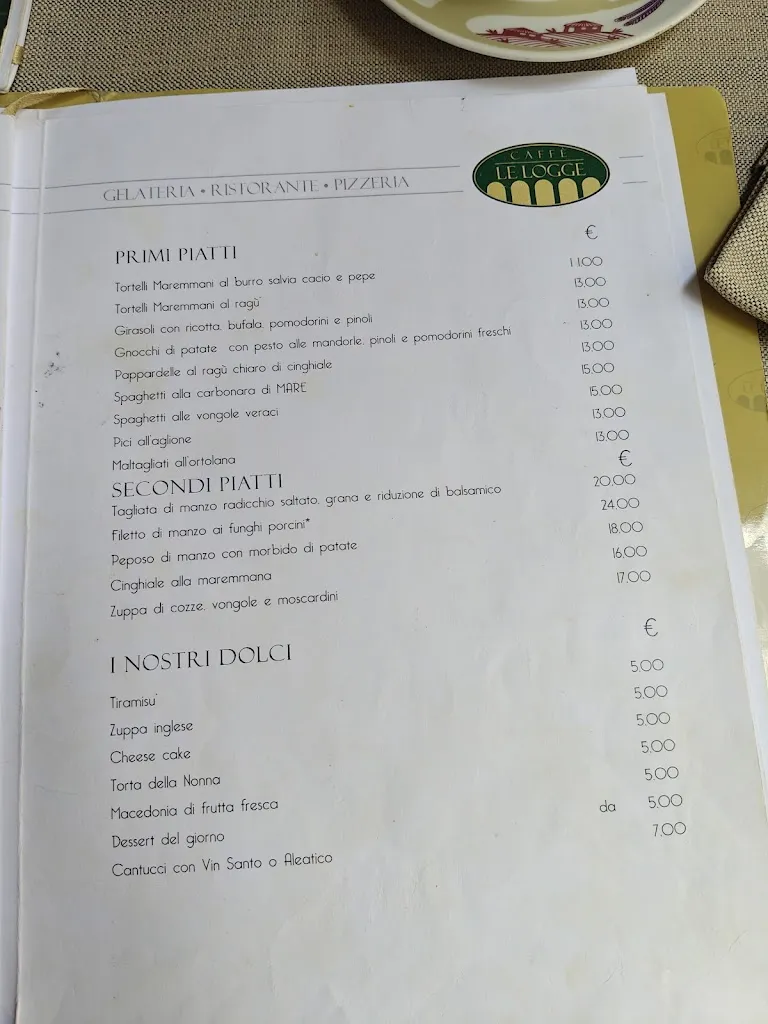 CAFFÈ
LE LOGGE
GELATERIA • RISTORANTE • PIZZERIA
PRIMI PIATTI €
Tortelli Maremmani al burro salvia cacio e pepe 11.00
Tortelli Maremmani al ragù 13,00
Girasoli con ricotta, bufala, pomodorini e pinoli 13,00
Gnocchi di patate con pesto alle mandorle, pinoli e pomodorini freschi 13,00
Pappardelle al ragù chiaro di cinghiale 13,00
Spaghetti alla carbonara di MARE 15,00
Spaghetti alle vongole veraci 15,00
Pici all'aglione 13,00
Maltagliati all'ortolana 13,00
SECONDI PIATTI €
Tagliata di manzo radicchio saltato, grana e riduzione di balsamico 20,00
Filetto di manzo ai funghi porcini* 24,00
Peposo di manzo con morbido di patate 18,00
Cinghiale alla maremmana 16,00
Zuppa di cozze, vongole e moscardini 17,00
I NOSTRI DOLCI €
Tiramisu' 5,00
Zuppa inglese 5,00
Cheese cake 5,00
Torta della Nonna 5,00
Macedonia di frutta fresca 5,00
Dessert del giorno da 5,00
Cantucci con Vin Santo o Aleatico 7,00